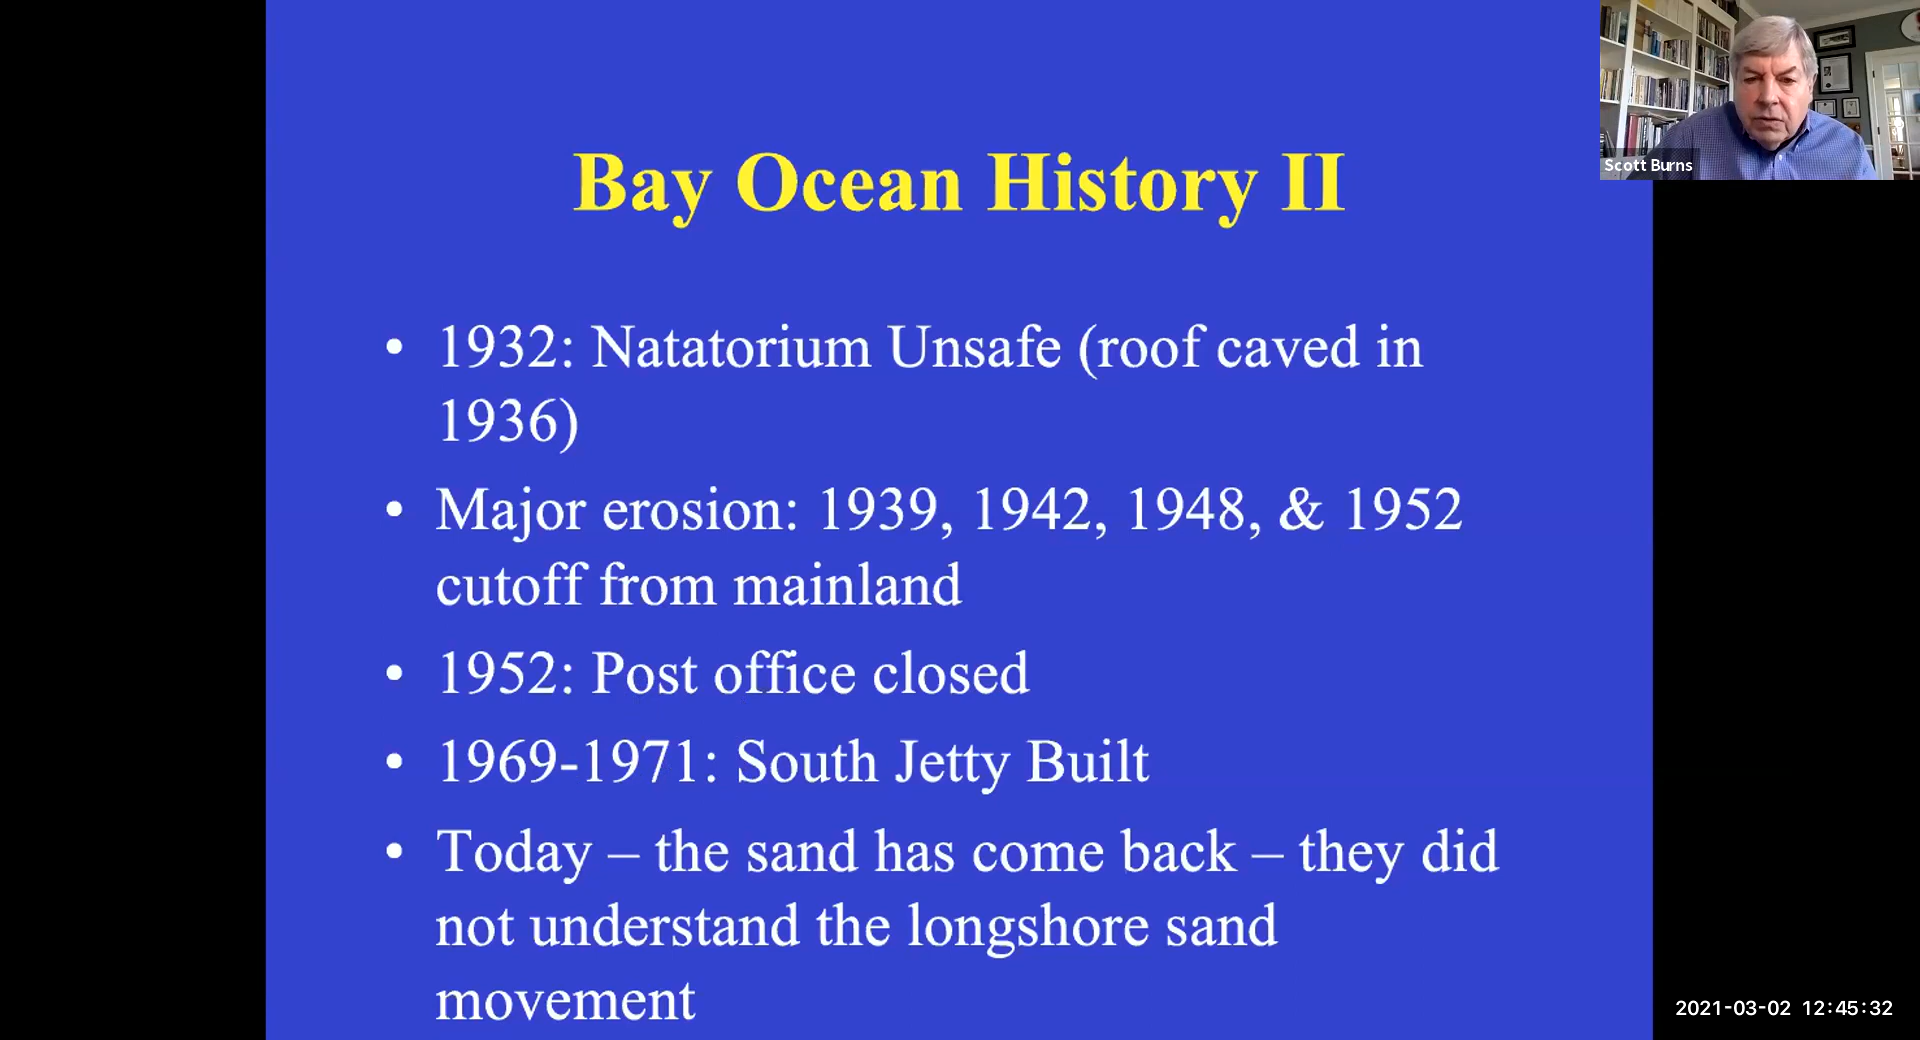 Bay Ocean History II
• 1932: Natatorium Unsafe (roof caved in
1936)
• Major erosion: 1939, 1942, 1948, & 1952
cutoff from mainland
• 1952: Post office closed
• 1969-1971: South Jetty Built
• Today – the sand has come back – they did
not understand the longshore sand
movement
Scott Burns
2021-03-02 12:45:32